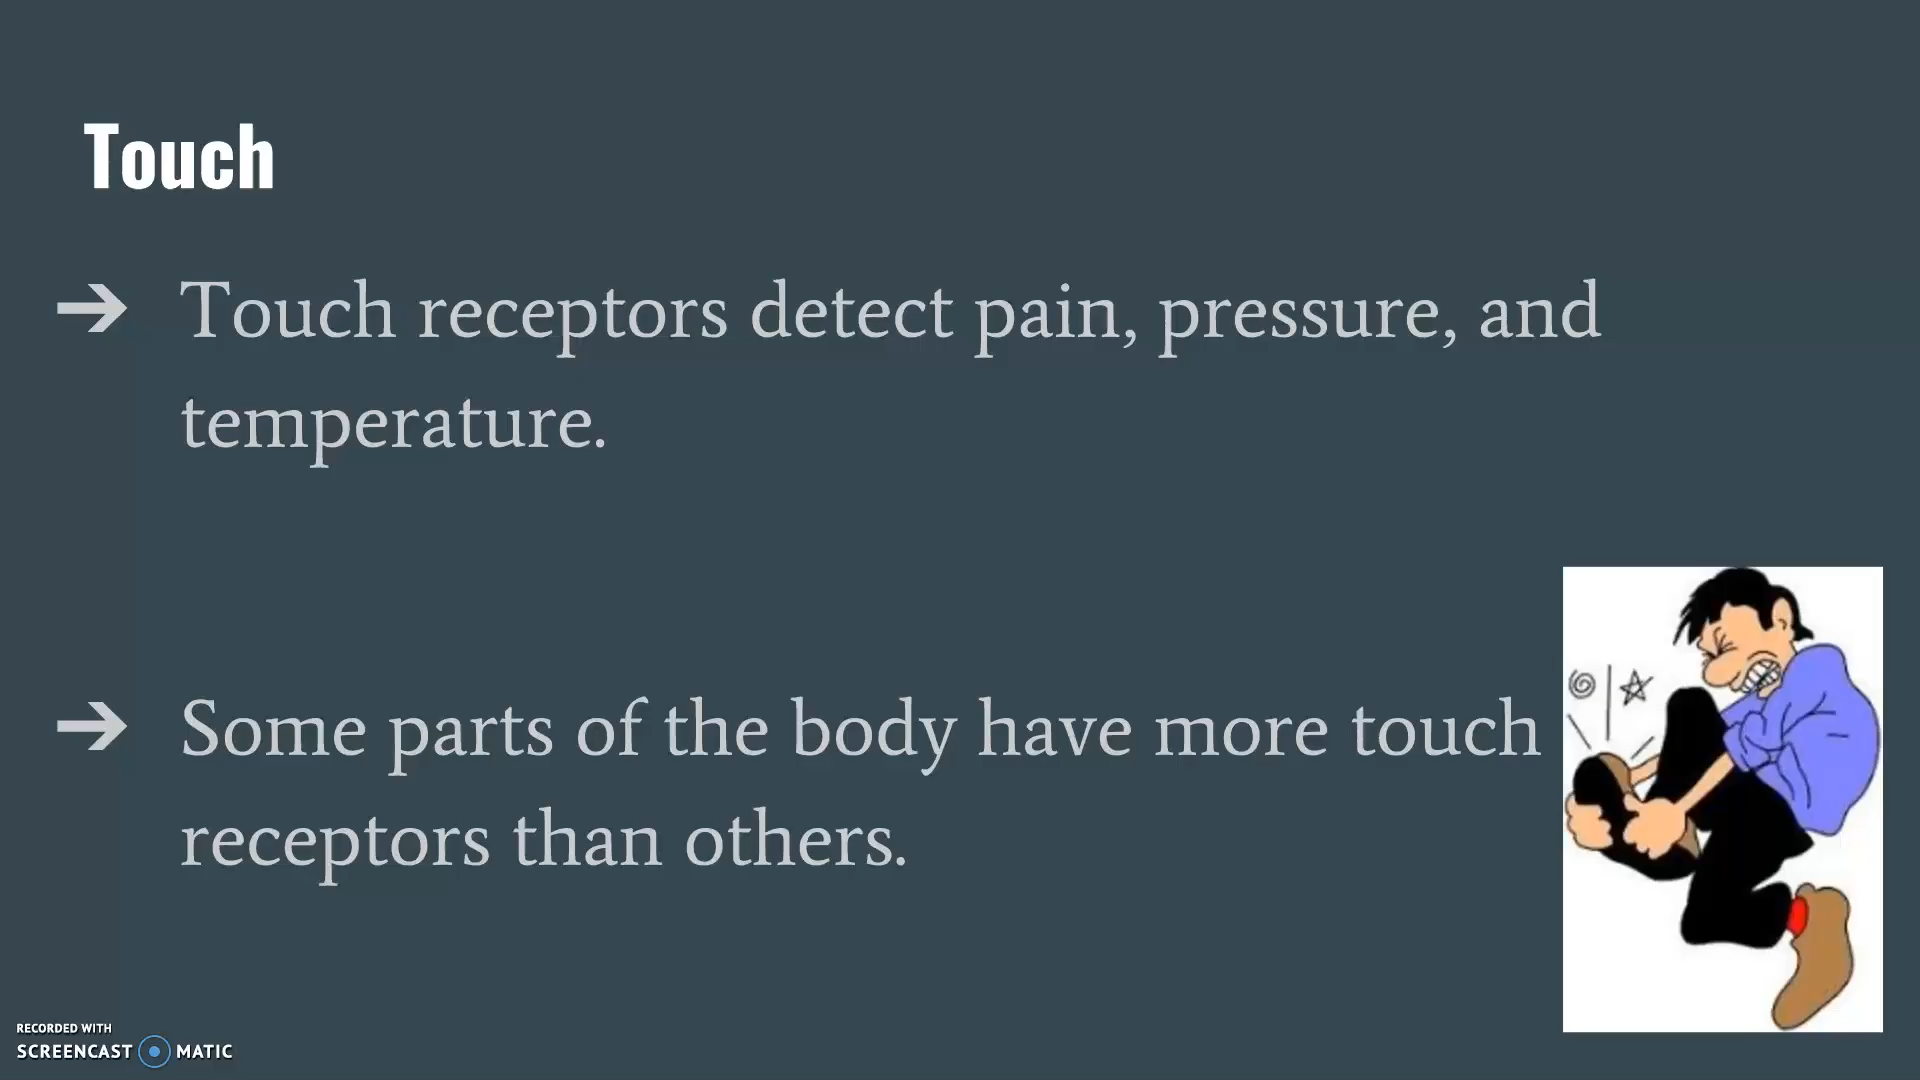 Touch
➔ Touch receptors detect pain, pressure, and
temperature.
➔ Some parts of the body have more touch
receptors than others.
RECORDED WITH
SCREENCAST MATIC